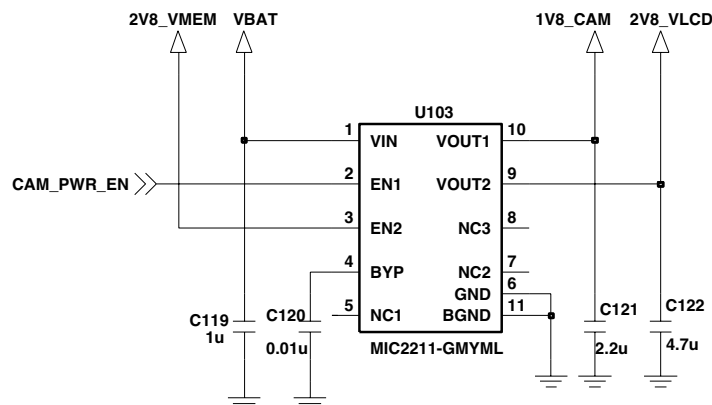 2V8_VMEM VBAT 1V8_CAM 2V8_VLCD
U103
1 VIN VOUT1 10
CAM_PWR_EN 2 EN1 VOUT2 9
3 EN2 NC3 8
4 BYP NC2 7
GND 6
5 NC1 BGND 11
C119 C120 C121 C122
1u 0.01u MIC2211-GMYML 2.2u 4.7u